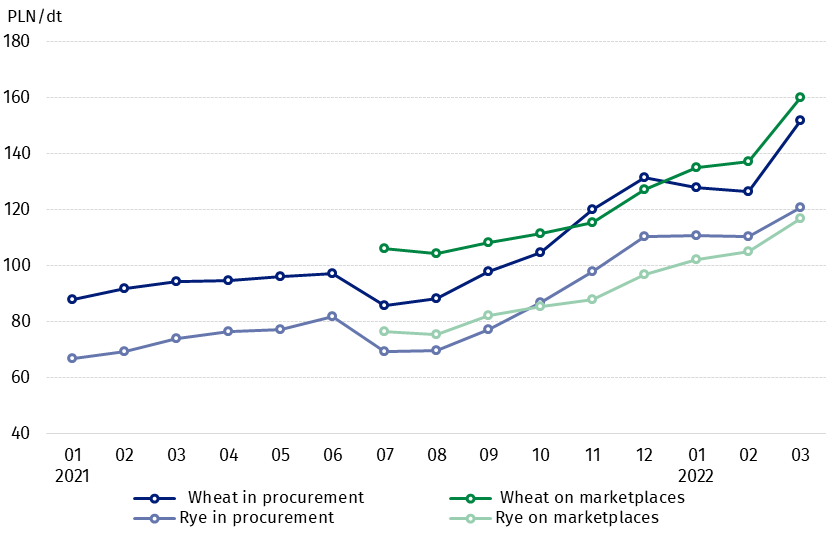 PLN/dt
180
160
140
120
100
80
60
40
01 02 03 04 05 06 07 08 09 10 11 12 01 02 03
2021 2022
Wheat in procurement Wheat on marketplaces
Rye in procurement Rye on marketplaces